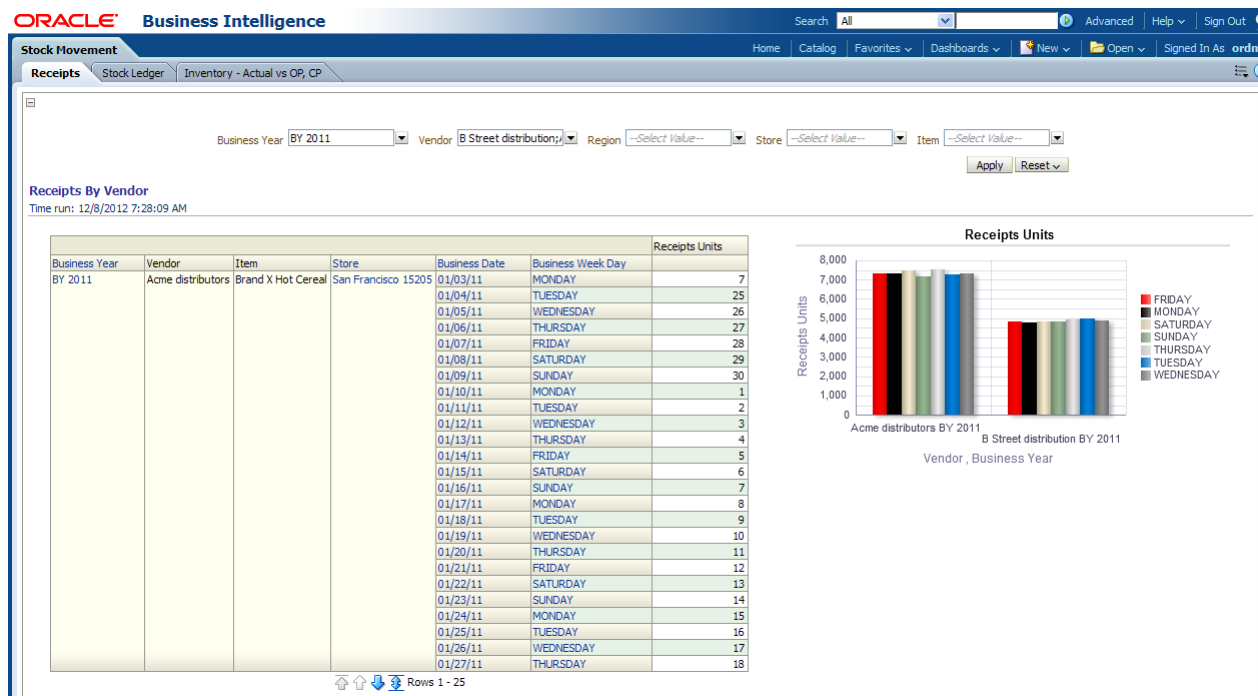 ORACLE® Business Intelligence Search All Advanced Help Sign Out
Stock Movement Home Catalog Favorites Dashboards New Open Signed In As ordn
Receipts Stock Ledger Inventory - Actual vs OP, CP
Business Year BY 2011 Vendor B Street distribution; Region --Select Value-- Store --Select Value-- Item --Select Value--
Apply Reset
Receipts By Vendor
Time run: 12/8/2012 7:28:09 AM
Receipts Units
Business Year Vendor Item Store Business Date Business Week Day
BY 2011 Acme distributors Brand X Hot Cereal San Francisco 15205 01/03/11 MONDAY 7
01/04/11 TUESDAY 25
01/05/11 WEDNESDAY 26
01/06/11 THURSDAY 27
01/07/11 FRIDAY 28
01/08/11 SATURDAY 29
01/09/11 SUNDAY 30
01/10/11 MONDAY 1
01/11/11 TUESDAY 2
01/12/11 WEDNESDAY 3
01/13/11 THURSDAY 4
01/14/11 FRIDAY 5
01/15/11 SATURDAY 6
01/16/11 SUNDAY 7
01/17/11 MONDAY 8
01/18/11 TUESDAY 9
01/19/11 WEDNESDAY 10
01/20/11 THURSDAY 11
01/21/11 FRIDAY 12
01/22/11 SATURDAY 13
01/23/11 SUNDAY 14
01/24/11 MONDAY 15
01/25/11 TUESDAY 16
01/26/11 WEDNESDAY 17
01/27/11 THURSDAY 18
Rows 1 - 25
Receipts Units
Receipts Units
8,000
7,000
6,000
5,000
4,000
3,000
2,000
1,000
0
Acme distributors BY 2011
B Street distribution BY 2011
Vendor , Business Year
FRIDAY
MONDAY
SATURDAY
SUNDAY
THURSDAY
TUESDAY
WEDNESDAY